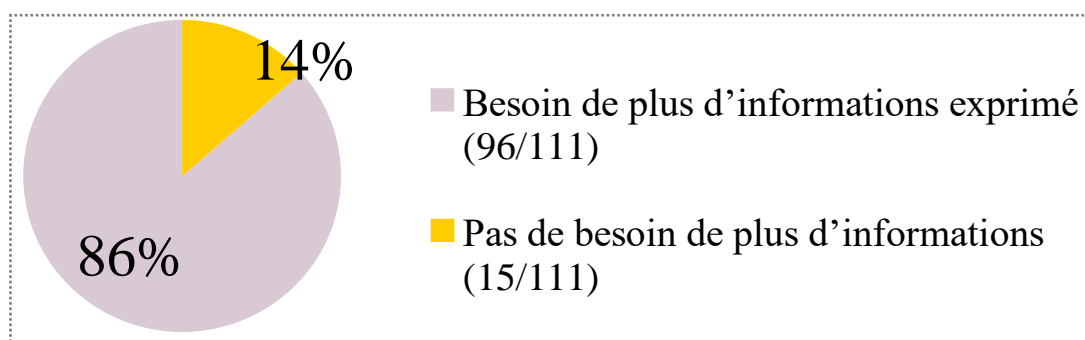 14%
Besoin de plus d’informations exprimé
(96/111)
86%
Pas de besoin de plus d’informations
(15/111)